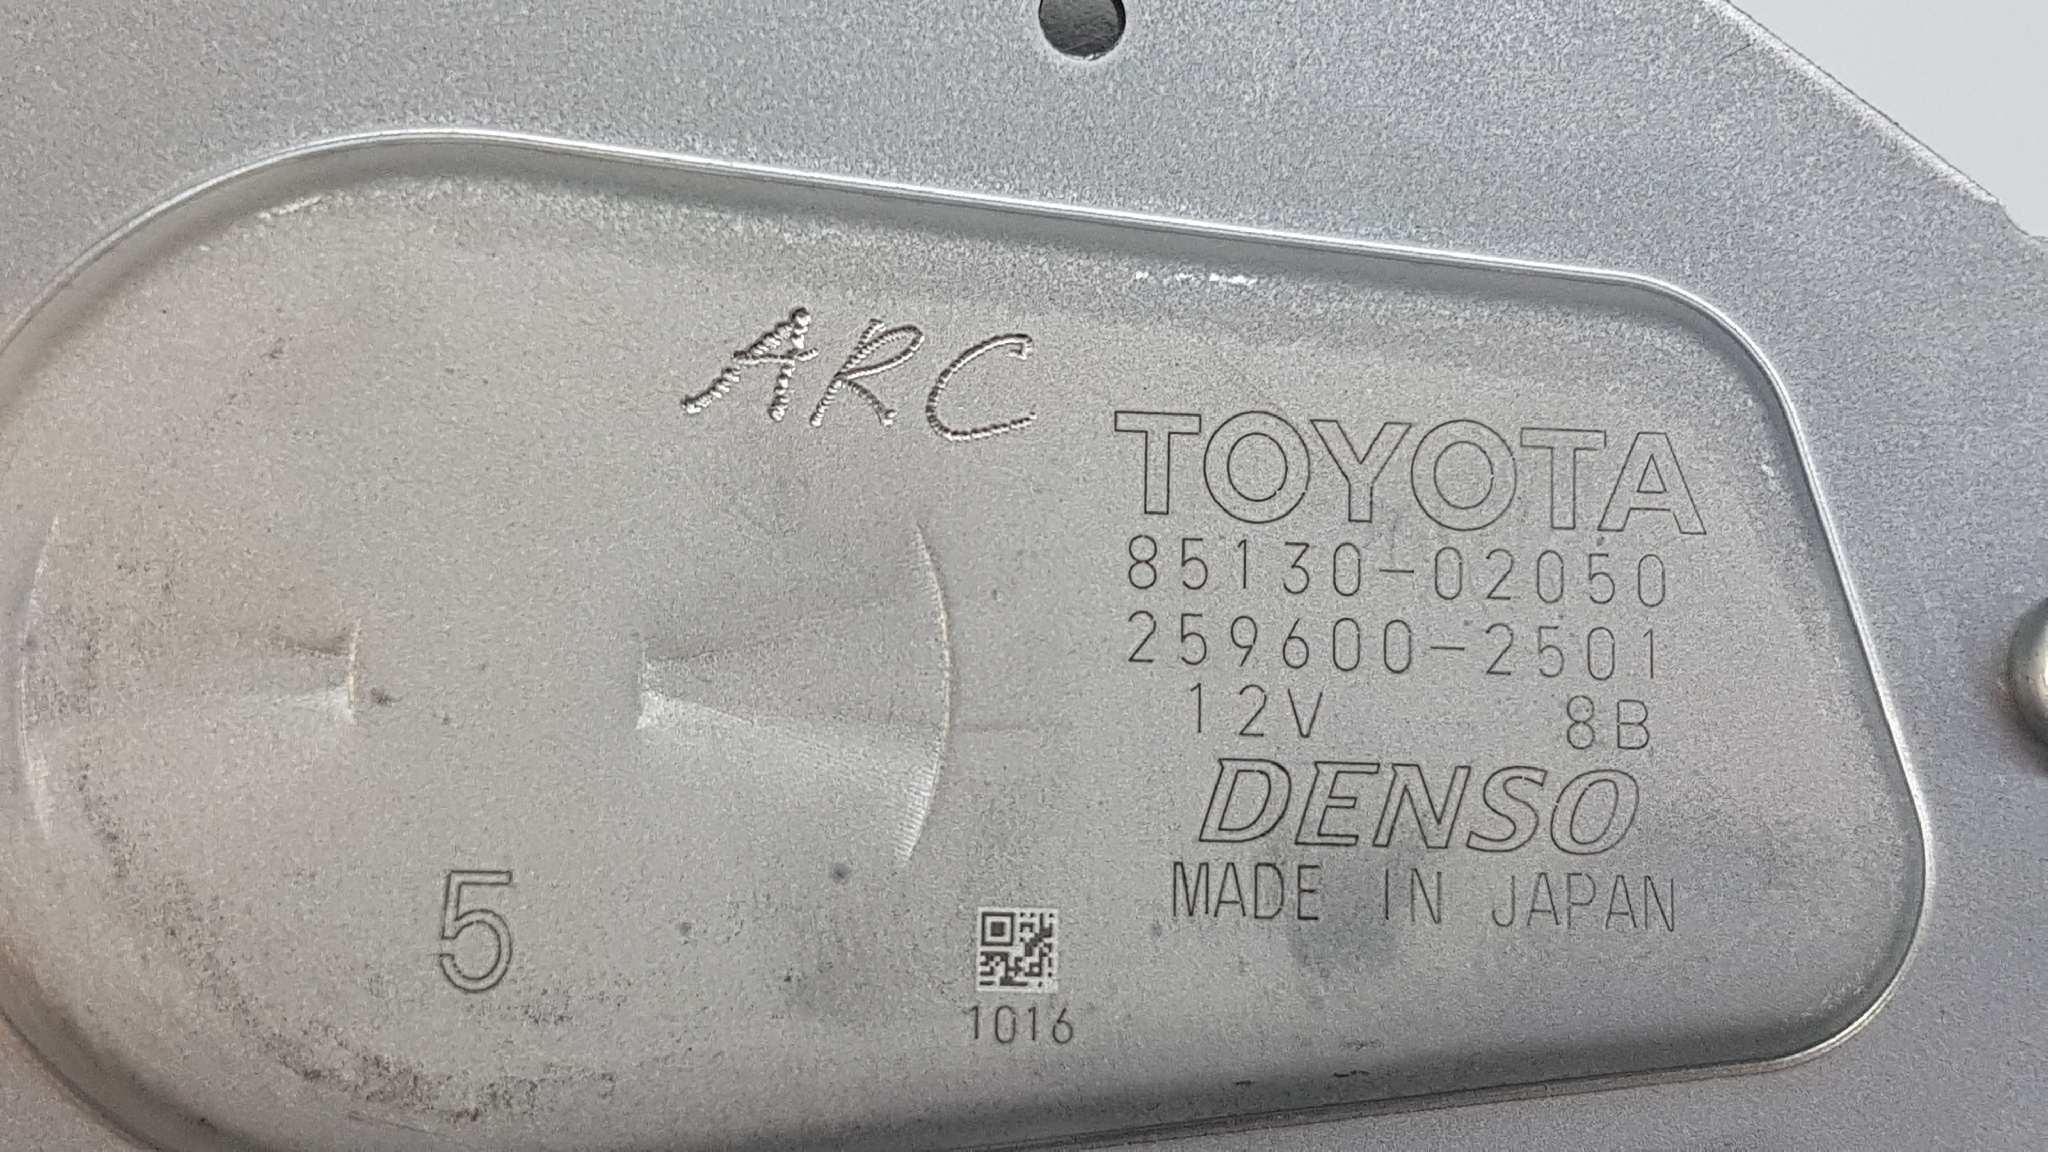 ARC
TOYOTA
85130-02050
259600-2501
12V 8B
DENSO
MADE IN JAPAN
5
1016